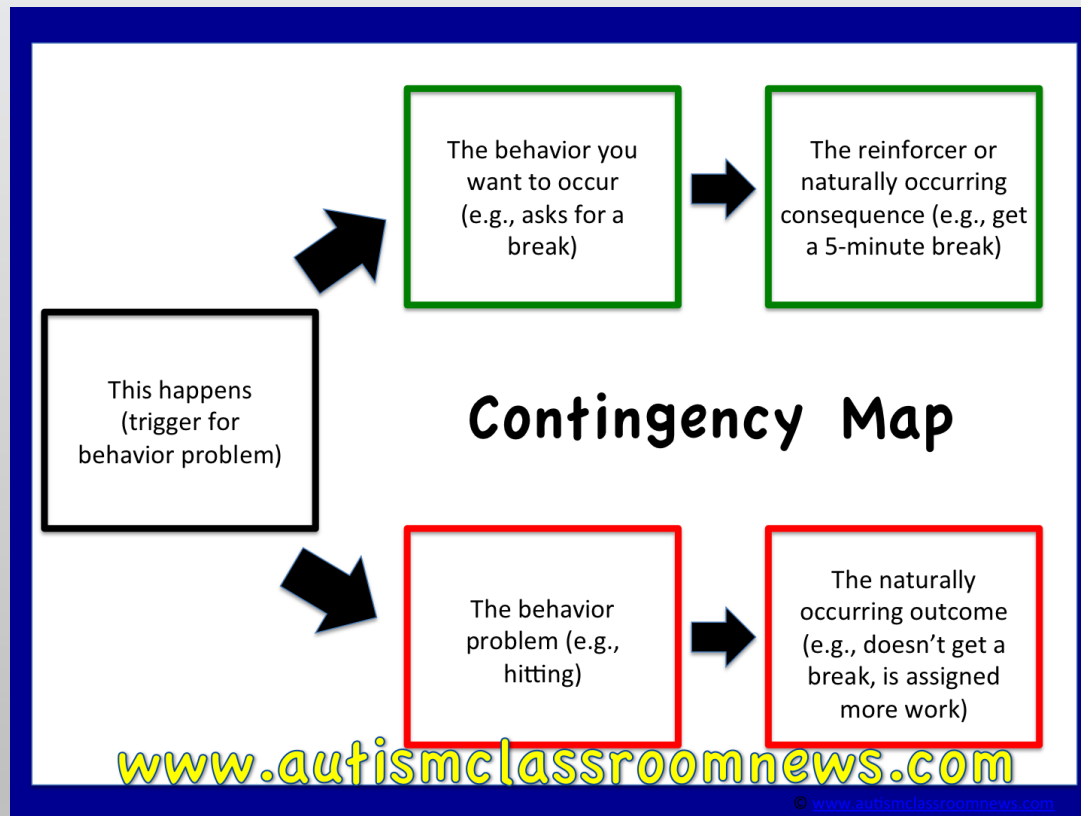 The behavior you
want to occur
(e.g., asks for a
break)
The reinforcer or
naturally occurring
consequence (e.g., get
a 5-minute break)
This happens
(trigger for
behavior problem)
Contingency Map
The behavior
problem (e.g.,
hitting)
The naturally
occurring outcome
(e.g., doesn’t get a
break, is assigned
more work)
www.autismclassroomnews.com
© www.autismclassroomnews.com